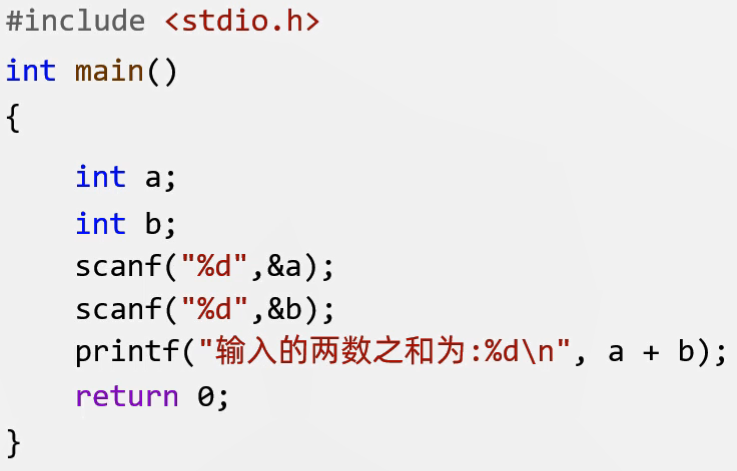 #include <stdio.h>
int main()
{
    int a;
    int b;
    scanf("%d",&a);
    scanf("%d",&b);
    printf("输入的两数之和为:%d\n", a + b);
    return 0;
}